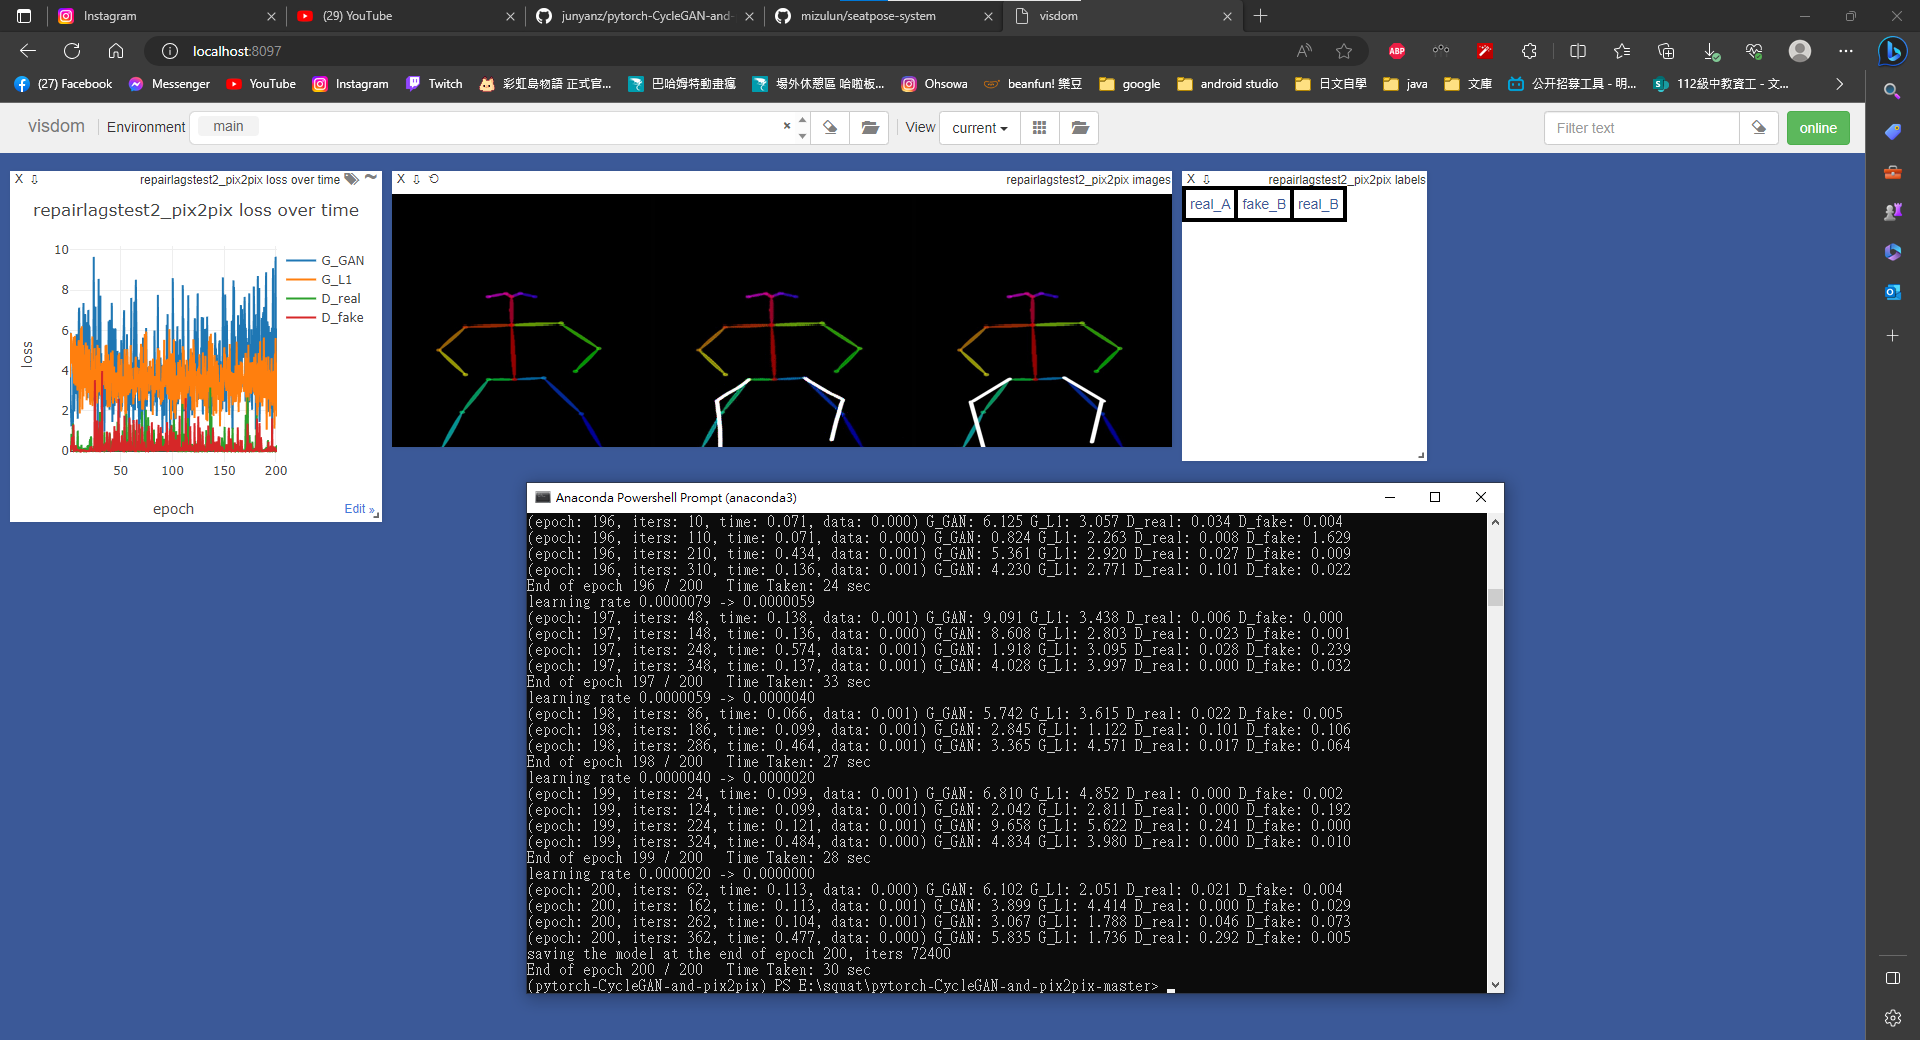 Instagram
(29) YouTube
junyanz/pytorch-CycleGAN-and-
mizulun/seatpose-system
visdom
localhost:8097
(27) Facebook
Messenger
YouTube
Instagram
Twitch
彩虹島物語 正式官...
巴哈姆特動畫瘋
場外休憩區 哈啦板...
Ohsowa
beanfun! 樂豆
google
android studio
日文自學
java
文庫
公开招募工具 - 明...
112級中教資工 - 文...
visdom
Environment
main
×
View
current
Filter text
online
X
repairlagstest2_pix2pix loss over time
repairlagstest2_pix2pix loss over time
10
8
6
4
2
0
50
100
150
200
loss
epoch
G_GAN
G_L1
D_real
D_fake
Edit »
X
repairlagstest2_pix2pix images
X
repairlagstest2_pix2pix labels
real_A
fake_B
real_B
Anaconda Powershell Prompt (anaconda3)
(epoch: 196, iters: 10, time: 0.071, data: 0.000) G_GAN: 6.125 G_L1: 3.057 D_real: 0.034 D_fake: 0.004
(epoch: 196, iters: 110, time: 0.071, data: 0.000) G_GAN: 0.824 G_L1: 2.263 D_real: 0.008 D_fake: 1.629
(epoch: 196, iters: 210, time: 0.434, data: 0.001) G_GAN: 5.361 G_L1: 2.920 D_real: 0.027 D_fake: 0.009
(epoch: 196, iters: 310, time: 0.136, data: 0.001) G_GAN: 4.230 G_L1: 2.771 D_real: 0.101 D_fake: 0.022
End of epoch 196 / 200   Time Taken: 24 sec
learning rate 0.0000079 -> 0.0000059
(epoch: 197, iters: 48, time: 0.138, data: 0.001) G_GAN: 9.091 G_L1: 3.438 D_real: 0.006 D_fake: 0.000
(epoch: 197, iters: 148, time: 0.136, data: 0.000) G_GAN: 8.608 G_L1: 2.803 D_real: 0.023 D_fake: 0.001
(epoch: 197, iters: 248, time: 0.574, data: 0.001) G_GAN: 1.918 G_L1: 3.095 D_real: 0.028 D_fake: 0.239
(epoch: 197, iters: 348, time: 0.137, data: 0.001) G_GAN: 4.028 G_L1: 3.997 D_real: 0.000 D_fake: 0.032
End of epoch 197 / 200   Time Taken: 33 sec
learning rate 0.0000059 -> 0.0000040
(epoch: 198, iters: 86, time: 0.066, data: 0.001) G_GAN: 5.742 G_L1: 3.615 D_real: 0.022 D_fake: 0.005
(epoch: 198, iters: 186, time: 0.099, data: 0.001) G_GAN: 2.845 G_L1: 1.122 D_real: 0.101 D_fake: 0.106
(epoch: 198, iters: 286, time: 0.464, data: 0.001) G_GAN: 3.365 G_L1: 4.571 D_real: 0.017 D_fake: 0.064
End of epoch 198 / 200   Time Taken: 27 sec
learning rate 0.0000040 -> 0.0000020
(epoch: 199, iters: 24, time: 0.099, data: 0.001) G_GAN: 6.810 G_L1: 4.852 D_real: 0.000 D_fake: 0.002
(epoch: 199, iters: 124, time: 0.099, data: 0.001) G_GAN: 2.042 G_L1: 2.811 D_real: 0.000 D_fake: 0.192
(epoch: 199, iters: 224, time: 0.121, data: 0.001) G_GAN: 9.658 G_L1: 5.622 D_real: 0.241 D_fake: 0.000
(epoch: 199, iters: 324, time: 0.484, data: 0.001) G_GAN: 4.834 G_L1: 3.980 D_real: 0.000 D_fake: 0.010
End of epoch 199 / 200   Time Taken: 28 sec
learning rate 0.0000020 -> 0.0000000
(epoch: 200, iters: 62, time: 0.113, data: 0.000) G_GAN: 6.102 G_L1: 2.051 D_real: 0.021 D_fake: 0.004
(epoch: 200, iters: 162, time: 0.113, data: 0.001) G_GAN: 3.899 G_L1: 4.414 D_real: 0.000 D_fake: 0.029
(epoch: 200, iters: 262, time: 0.104, data: 0.001) G_GAN: 3.067 G_L1: 1.788 D_real: 0.046 D_fake: 0.073
(epoch: 200, iters: 362, time: 0.477, data: 0.000) G_GAN: 5.835 G_L1: 1.736 D_real: 0.292 D_fake: 0.005
saving the model at the end of epoch 200, iters 72400
End of epoch 200 / 200   Time Taken: 30 sec
(pytorch-CycleGAN-and-pix2pix) PS E:\squat\pytorch-CycleGAN-and-pix2pix-master>